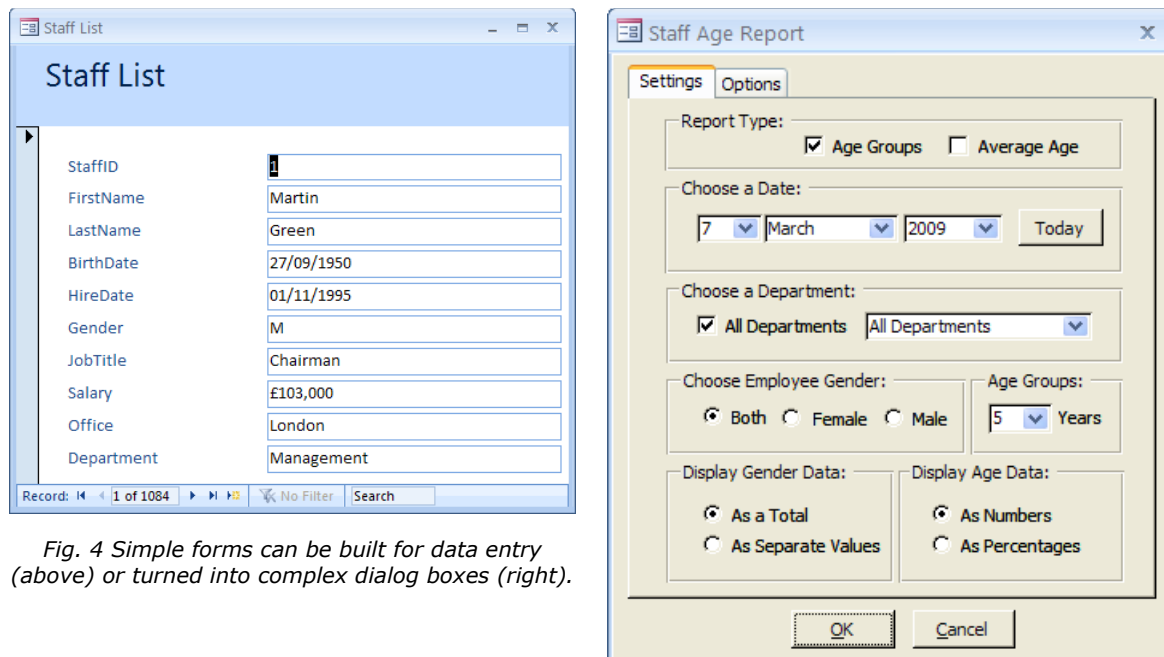 Staff List
Staff List
StaffID 1
FirstName Martin
LastName Green
BirthDate 27/09/1950
HireDate 01/11/1995
Gender M
JobTitle Chairman
Salary £103,000
Office London
Department Management
Record: 1 of 1084 No Filter Search
Fig. 4 Simple forms can be built for data entry
(above) or turned into complex dialog boxes (right).
Staff Age Report
Settings Options
Report Type:
Age Groups Average Age
Choose a Date:
7 March 2009 Today
Choose a Department:
All Departments All Departments
Choose Employee Gender: Age Groups:
Both Female Male 5 Years
Display Gender Data: Display Age Data:
As a Total As Numbers
As Separate Values As Percentages
OK Cancel